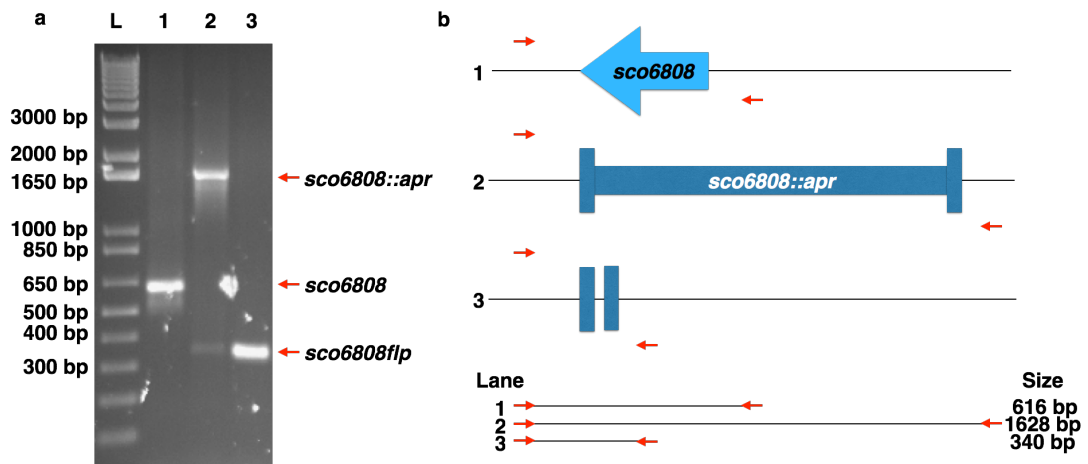 a
L 1 2 3
3000 bp
2000 bp
1650 bp
1000 bp
850 bp
650 bp
500 bp
400 bp
300 bp
sco6808::apr
sco6808
sco6808flp
b
1
sco6808
2
sco6808::apr
3
Lane Size
1 616 bp
2 1628 bp
3 340 bp